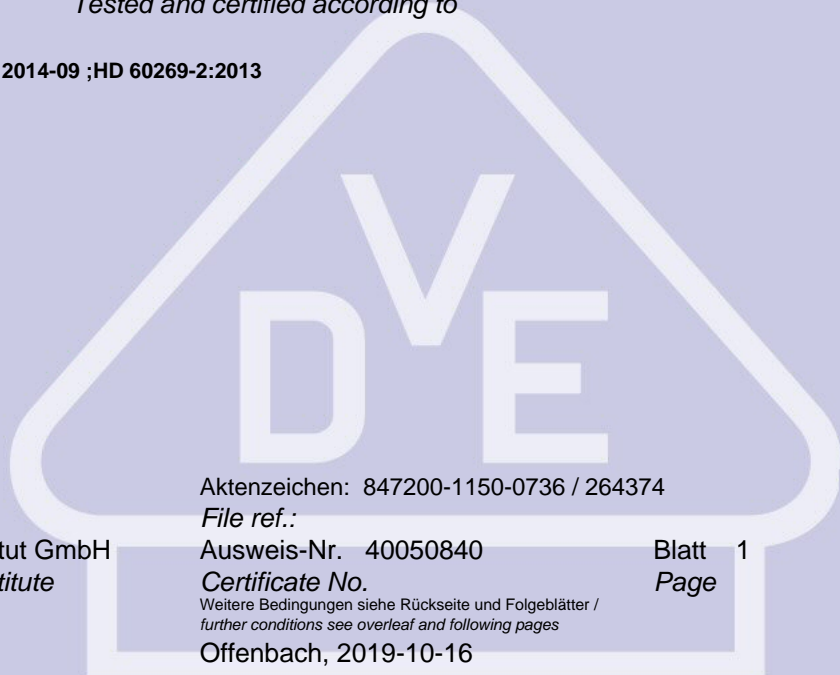 Tested and certified according to
2014-09 ;HD 60269-2:2013
VDE
Aktenzeichen: 847200-1150-0736 / 264374
File ref.:
tut GmbH Ausweis-Nr. 40050840 Blatt 1
titute Certificate No. Page
Weitere Bedingungen siehe Rückseite und Folgeblätter /
further conditions see overleaf and following pages
Offenbach, 2019-10-16